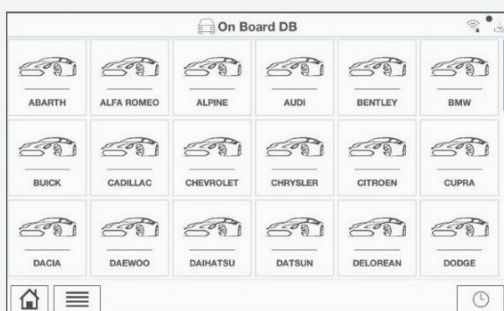 On Board DB
ABARTH ALFA ROMEO ALPINE AUDI BENTLEY BMW
BUICK CADILLAC CHEVROLET CHRYSLER CITROEN CUPRA
DACIA DAEWOO DAIHATSU DATSUN DELOREAN DODGE